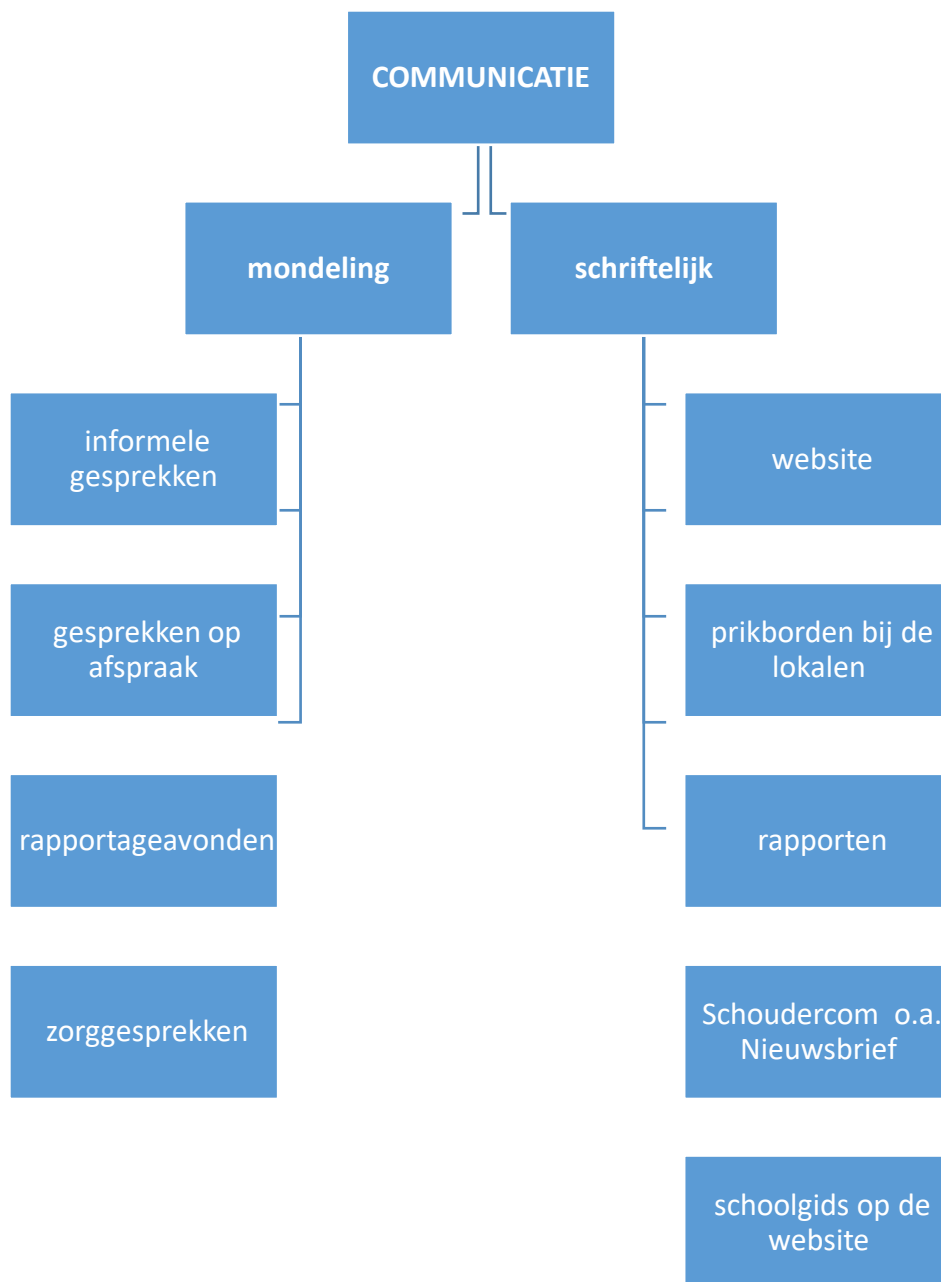 COMMUNICATIE
mondeling
schriftelijk
informele
gesprekken
website
gesprekken op
afspraak
prikborden bij de
lokalen
rapportageavonden
rapporten
zorggesprekken
Schoudercom  o.a.
Nieuwsbrief
schoolgids op de
website